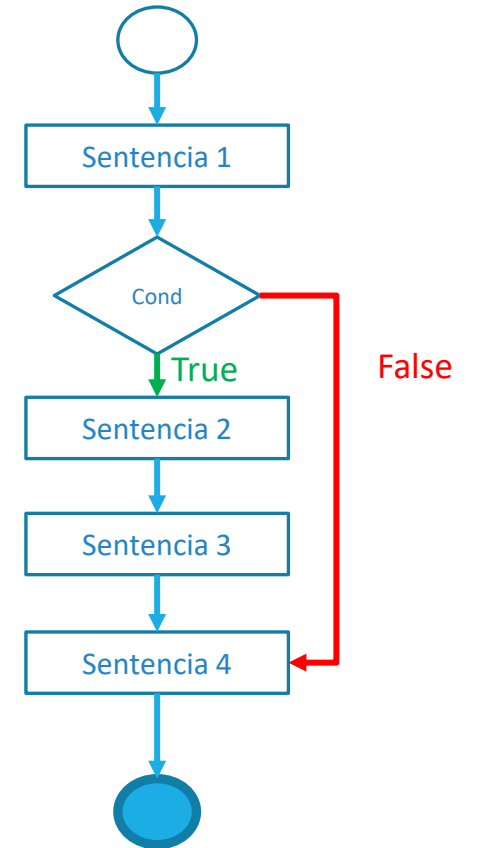 Sentencia 1
Cond
True
False
Sentencia 2
Sentencia 3
Sentencia 4